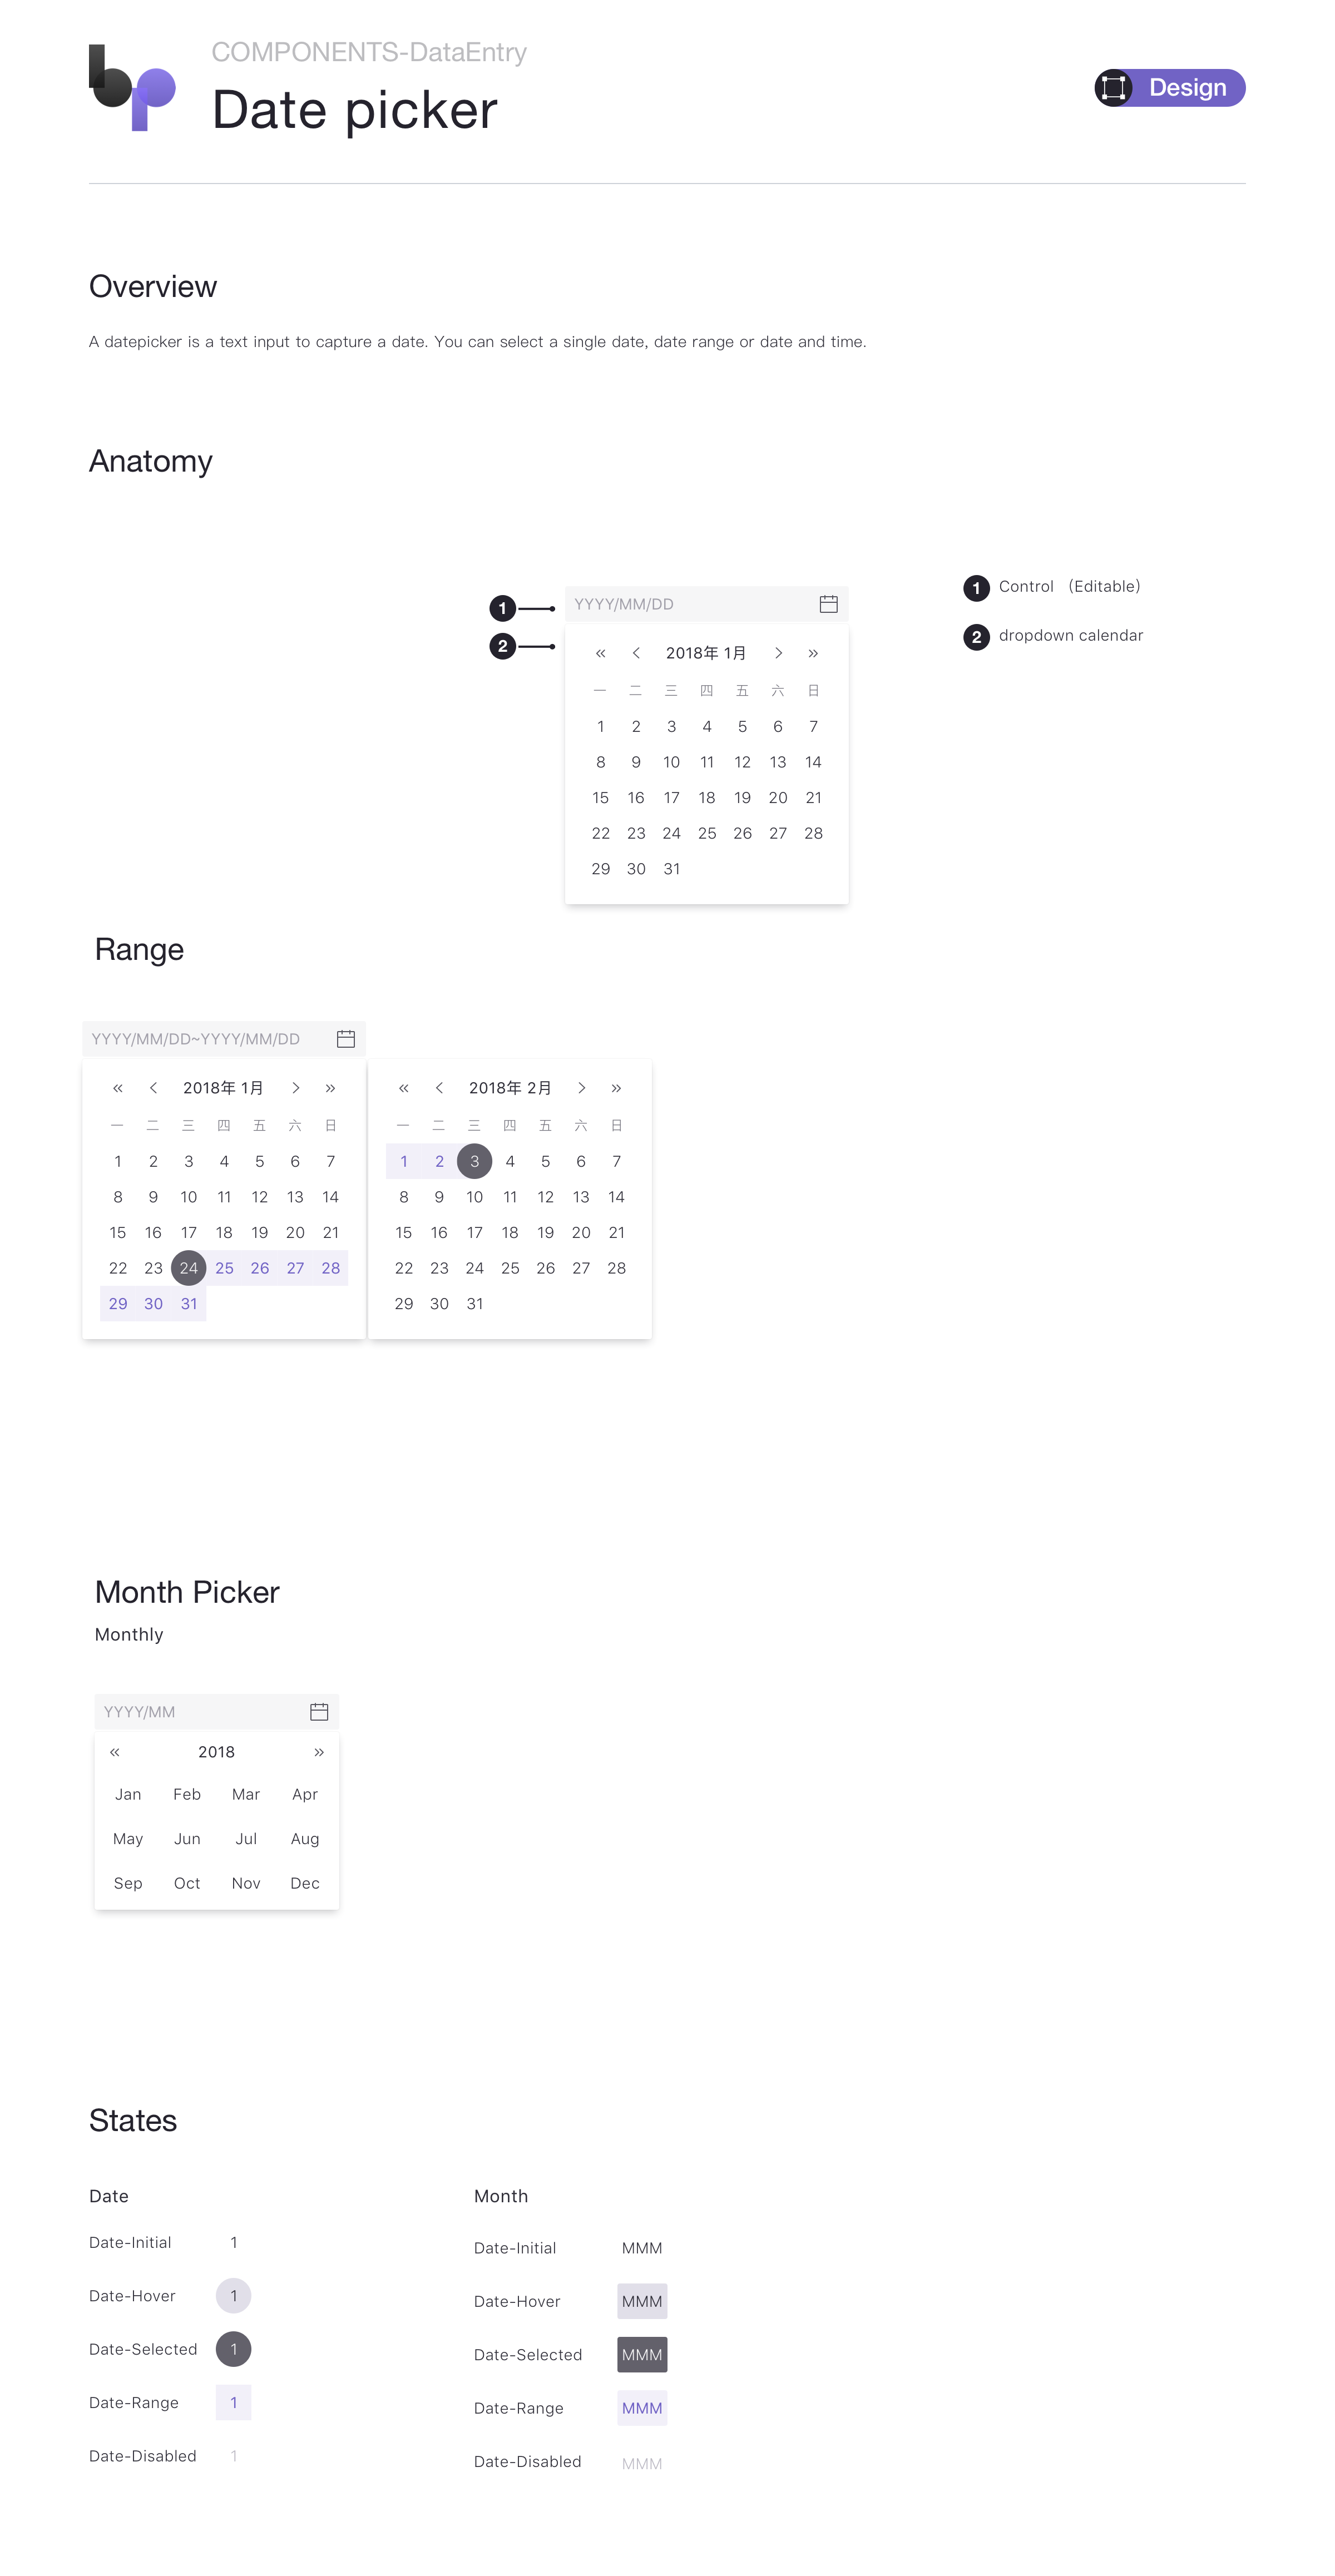 bp
COMPONENTS-DataEntry
Date picker
Design
Overview
A datepicker is a text input to capture a date. You can select a single date, date range or date and time.
Anatomy
1
2
YYYY/MM/DD
« < 2018年 1月 > »
一 二 三 四 五 六 日
1 2 3 4 5 6 7
8 9 10 11 12 13 14
15 16 17 18 19 20 21
22 23 24 25 26 27 28
29 30 31
1 Control （Editable）
2 dropdown calendar
Range
YYYY/MM/DD~YYYY/MM/DD
« < 2018年 1月 > »
一 二 三 四 五 六 日
1 2 3 4 5 6 7
8 9 10 11 12 13 14
15 16 17 18 19 20 21
22 23 24 25 26 27 28
29 30 31
« < 2018年 2月 > »
一 二 三 四 五 六 日
1 2 3 4 5 6 7
8 9 10 11 12 13 14
15 16 17 18 19 20 21
22 23 24 25 26 27 28
29 30 31
Month Picker
Monthly
YYYY/MM
« 2018 »
Jan Feb Mar Apr
May Jun Jul Aug
Sep Oct Nov Dec
States
Date
Date-Initial 1
Date-Hover 1
Date-Selected 1
Date-Range 1
Date-Disabled 1
Month
Date-Initial MMM
Date-Hover MMM
Date-Selected MMM
Date-Range MMM
Date-Disabled MMM